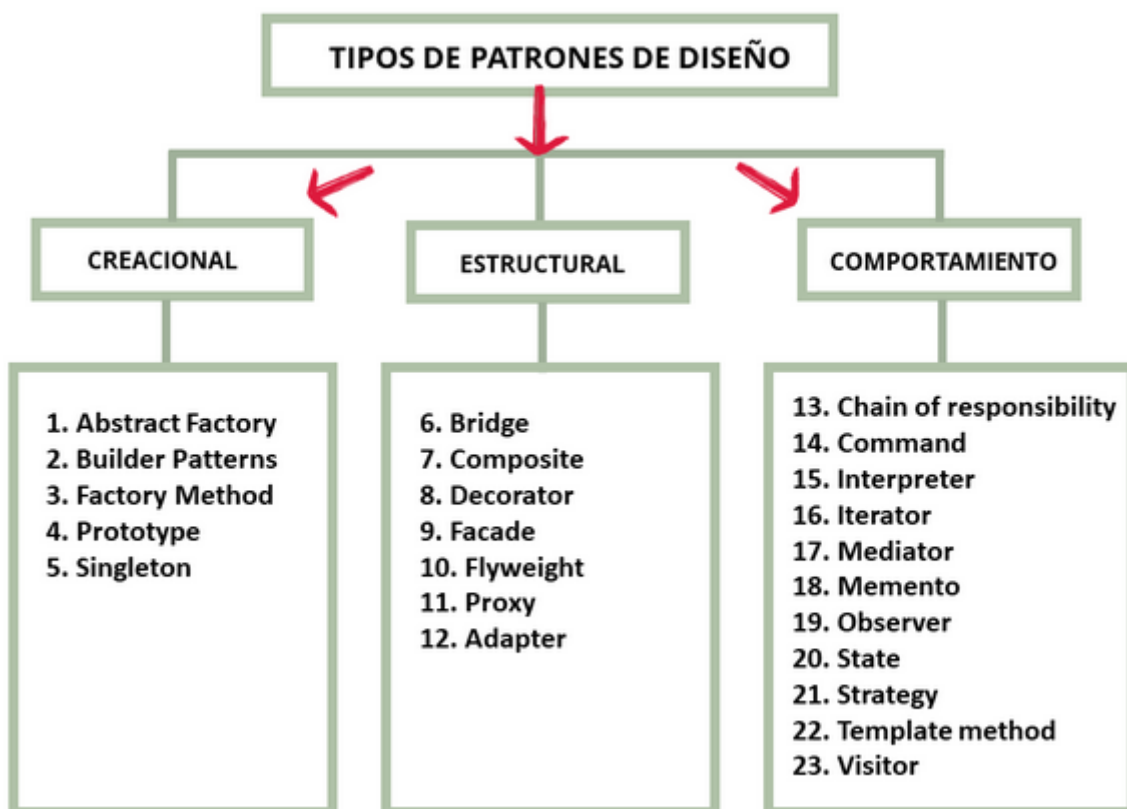 TIPOS DE PATRONES DE DISEÑO
CREACIONAL
1. Abstract Factory
2. Builder Patterns
3. Factory Method
4. Prototype
5. Singleton
ESTRUCTURAL
6. Bridge
7. Composite
8. Decorator
9. Facade
10. Flyweight
11. Proxy
12. Adapter
COMPORTAMIENTO
13. Chain of responsibility
14. Command
15. Interpreter
16. Iterator
17. Mediator
18. Memento
19. Observer
20. State
21. Strategy
22. Template method
23. Visitor